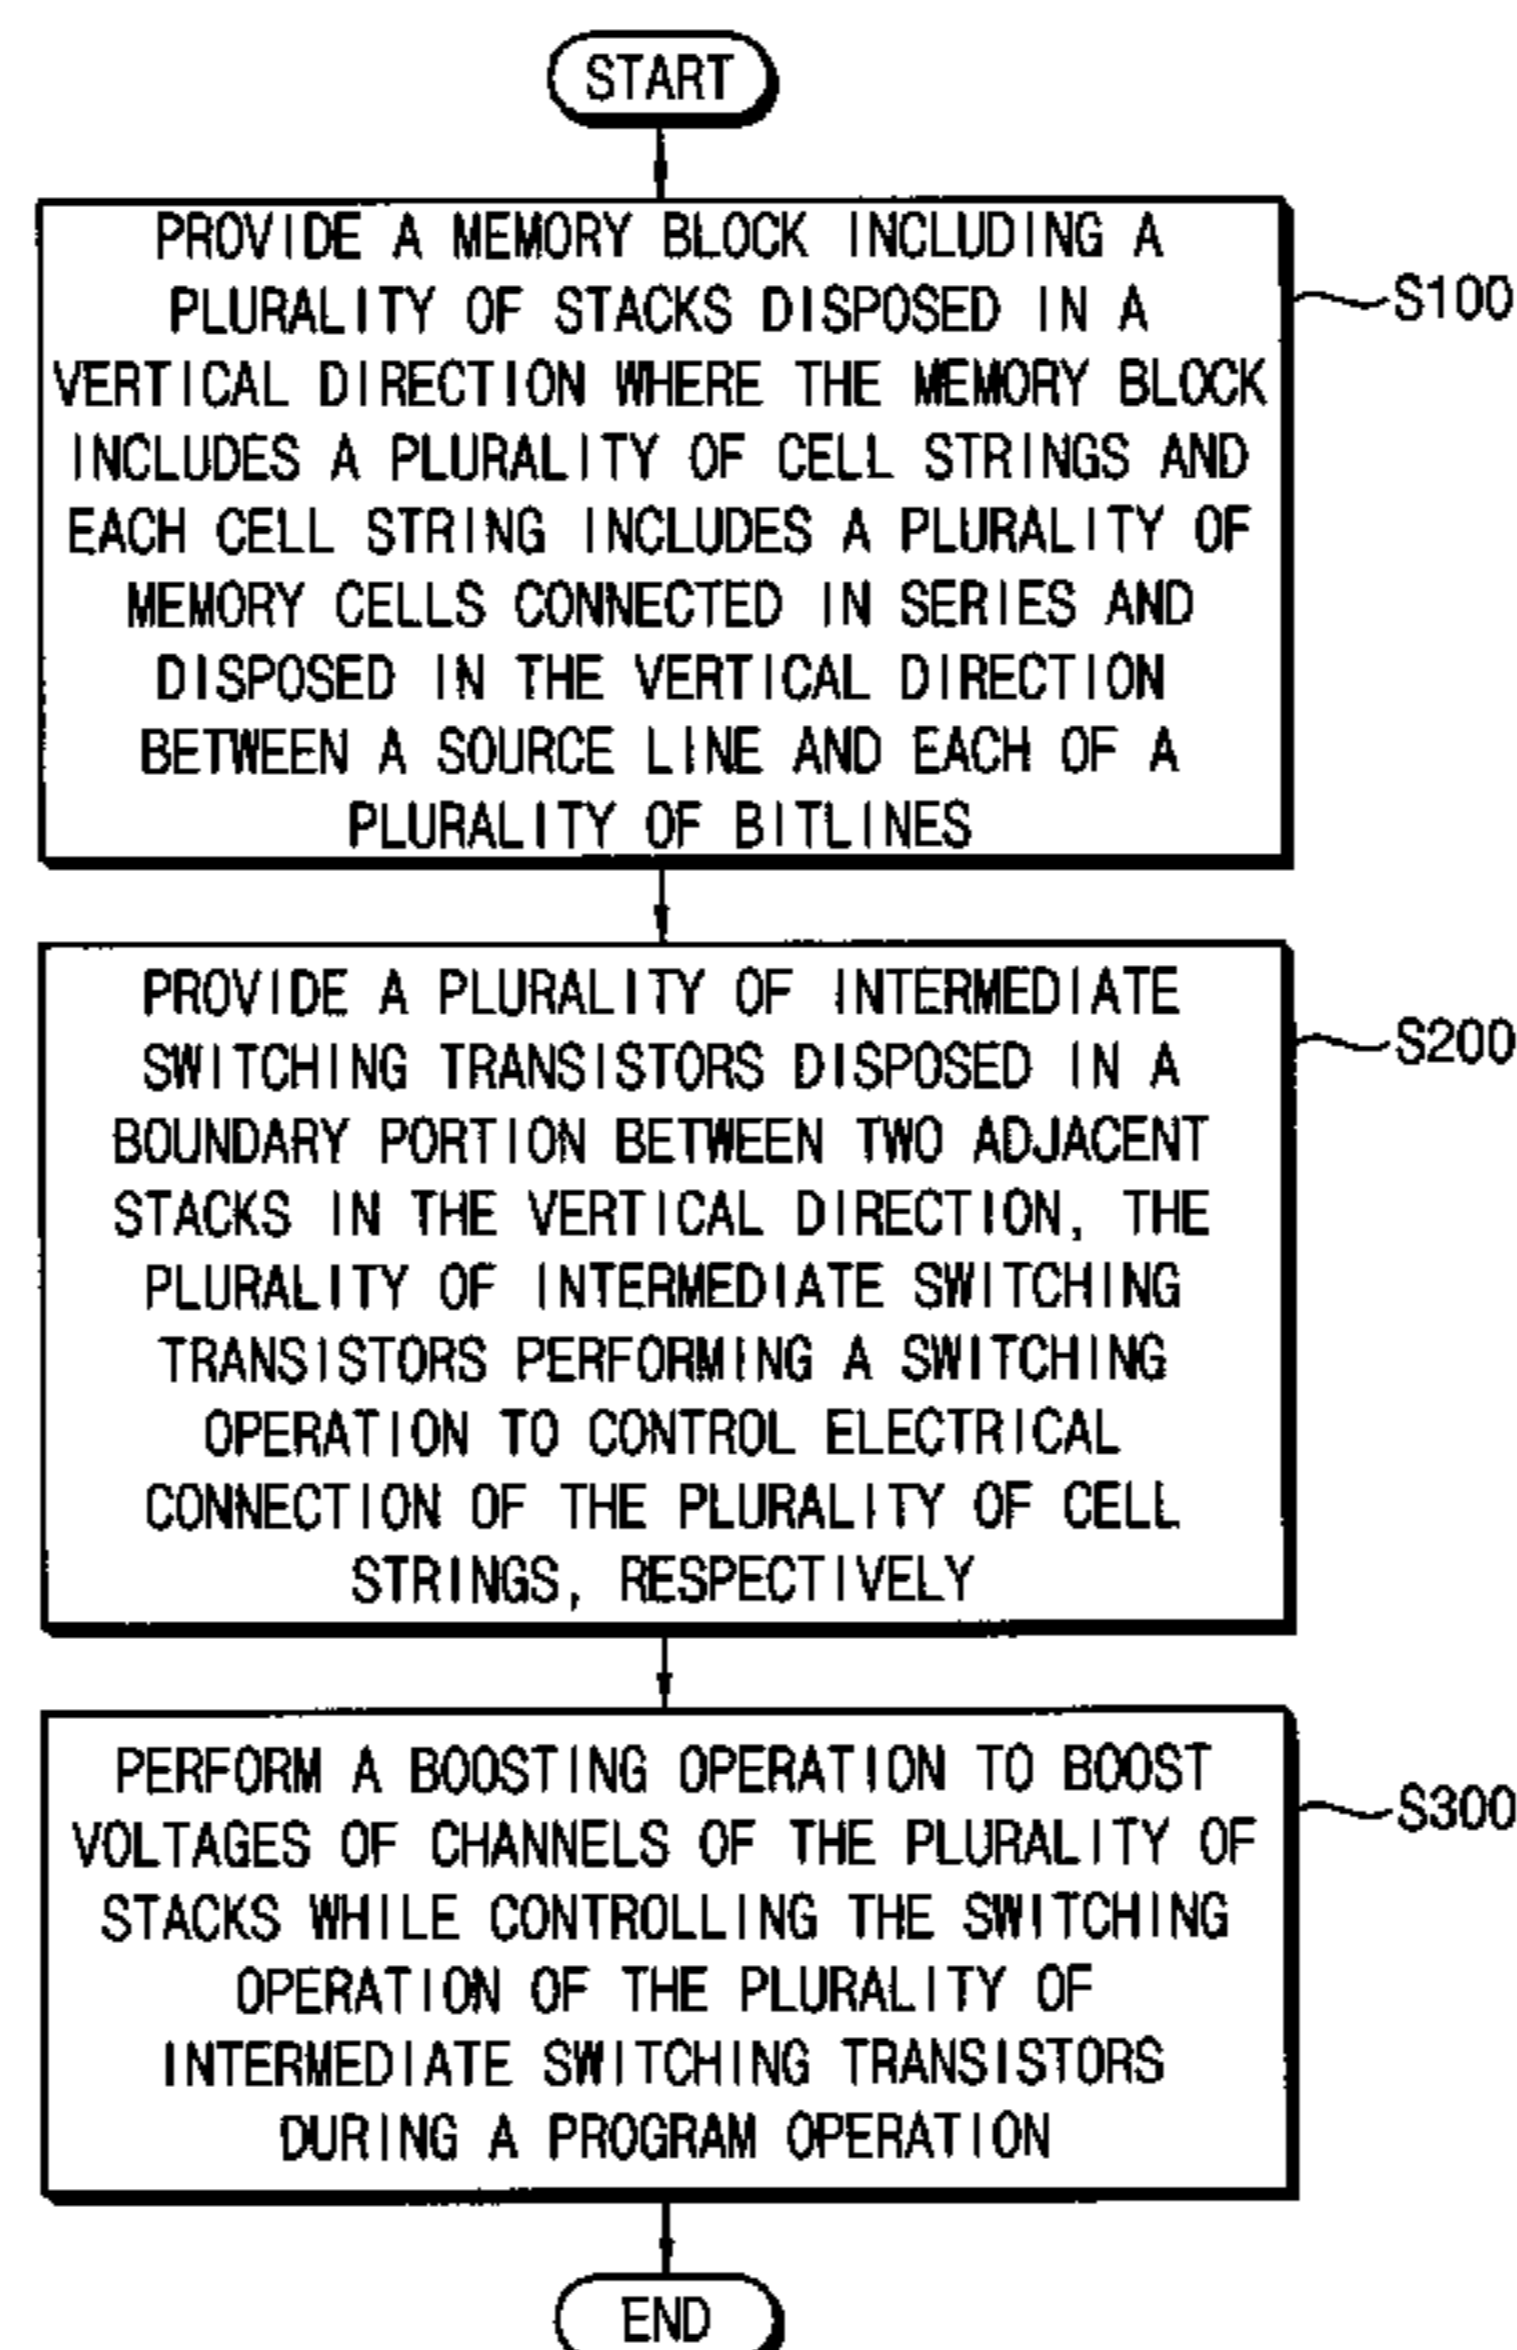 START
PROVIDE A MEMORY BLOCK INCLUDING A
PLURALITY OF STACKS DISPOSED IN A
VERTICAL DIRECTION WHERE THE MEMORY BLOCK
INCLUDES A PLURALITY OF CELL STRINGS AND
EACH CELL STRING INCLUDES A PLURALITY OF
MEMORY CELLS CONNECTED IN SERIES AND
DISPOSED IN THE VERTICAL DIRECTION
BETWEEN A SOURCE LINE AND EACH OF A
PLURALITY OF BITLINES
S100
PROVIDE A PLURALITY OF INTERMEDIATE
SWITCHING TRANSISTORS DISPOSED IN A
BOUNDARY PORTION BETWEEN TWO ADJACENT
STACKS IN THE VERTICAL DIRECTION, THE
PLURALITY OF INTERMEDIATE SWITCHING
TRANSISTORS PERFORMING A SWITCHING
OPERATION TO CONTROL ELECTRICAL
CONNECTION OF THE PLURALITY OF CELL
STRINGS, RESPECTIVELY
S200
PERFORM A BOOSTING OPERATION TO BOOST
VOLTAGES OF CHANNELS OF THE PLURALITY OF
STACKS WHILE CONTROLLING THE SWITCHING
OPERATION OF THE PLURALITY OF
INTERMEDIATE SWITCHING TRANSISTORS
DURING A PROGRAM OPERATION
S300
END